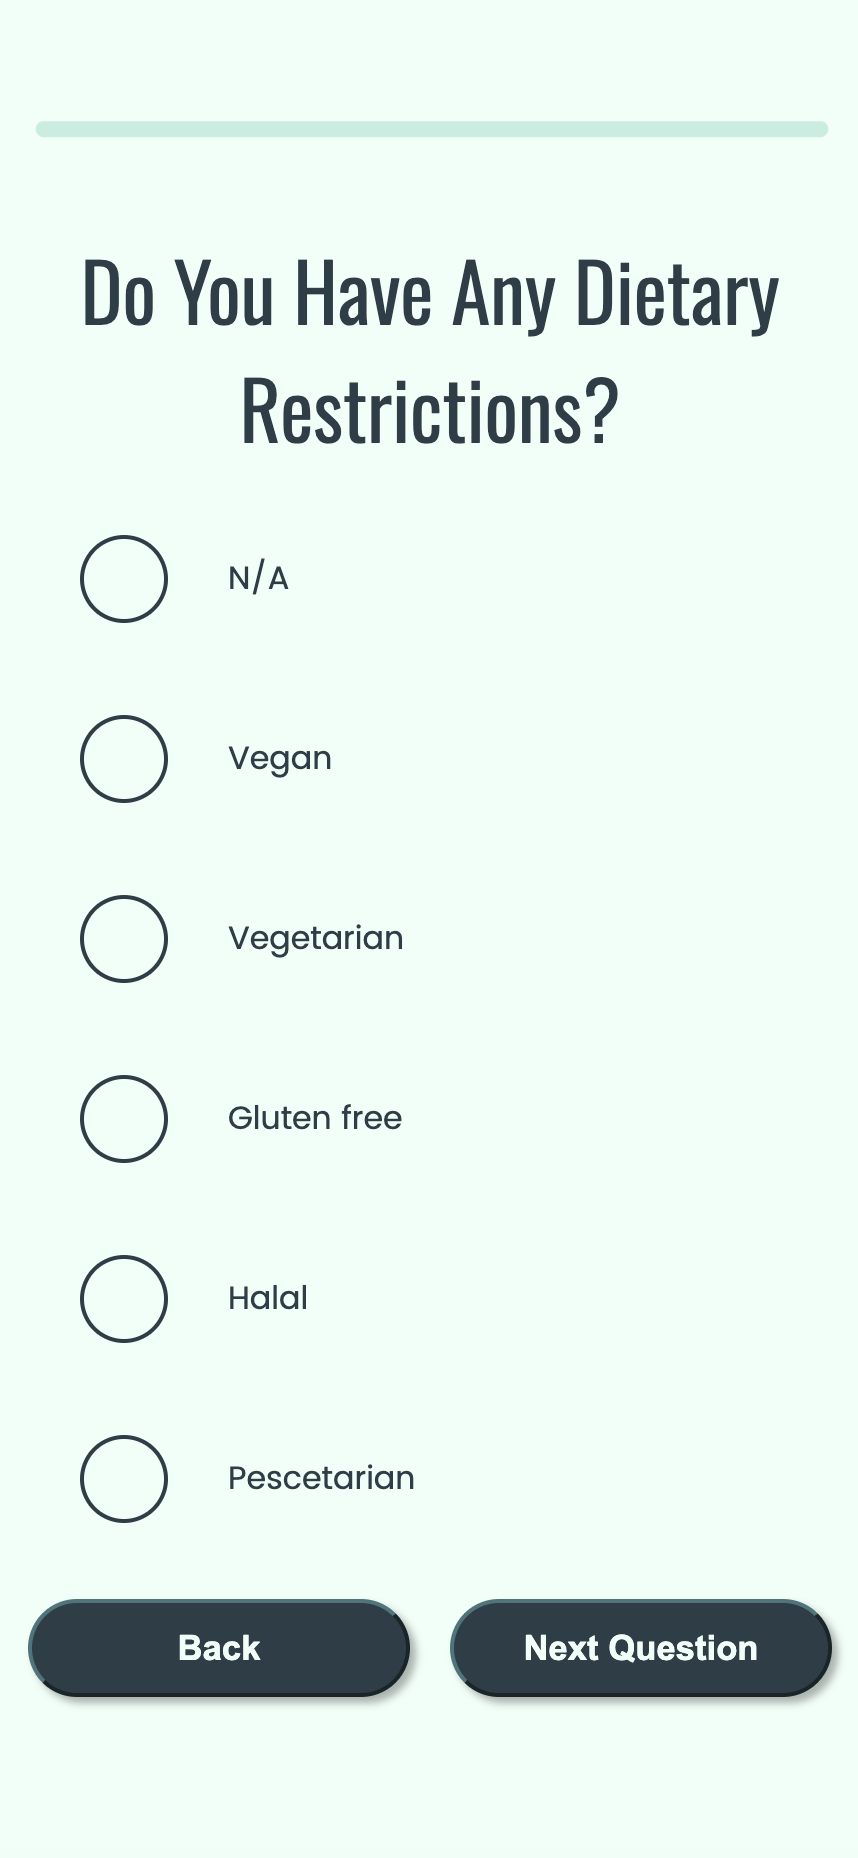 Do You Have Any Dietary
Restrictions?
N/A
Vegan
Vegetarian
Gluten free
Halal
Pescetarian
Back
Next Question